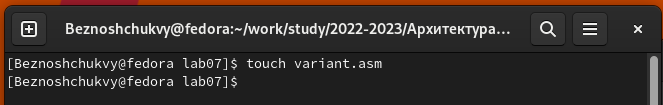 Beznoshchukvy@fedora:~/work/study/2022-2023/Архитектура...
[Beznoshchukvy@fedora lab07]$ touch variant.asm
[Beznoshchukvy@fedora lab07]$